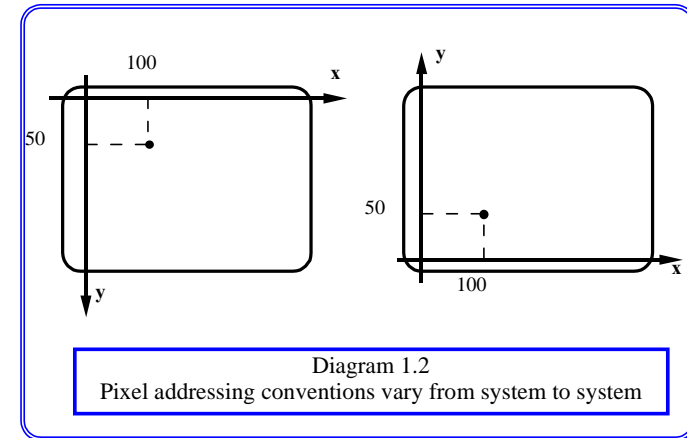 100
x
50
y
y
50
100
x
Diagram 1.2
Pixel addressing conventions vary from system to system